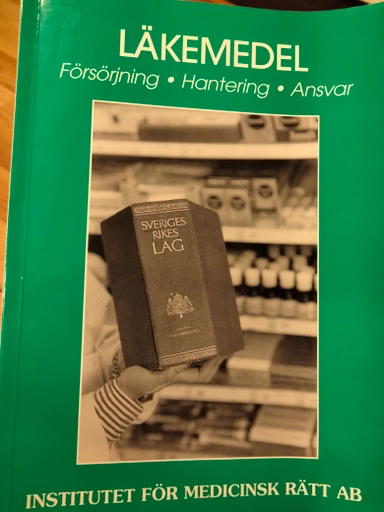 LÄKEMEDEL
Försörjning • Hantering • Ansvar
SVERIGES
RIKES
LAG
INSTITUTET FÖR MEDICINSK RÄTT AB